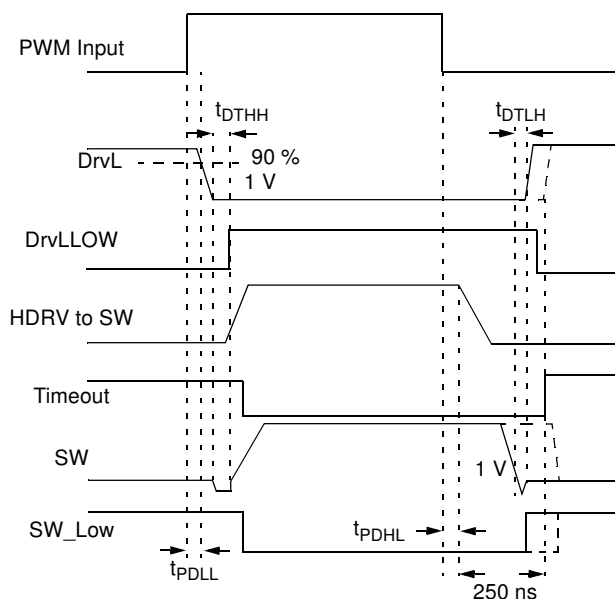 PWM Input
tDTHH
tDTLH
DrvL
90 %
1 V
DrvLLOW
HDRV to SW
Timeout
SW
1 V
SW_Low
tPDHL
tPDLL
250 ns